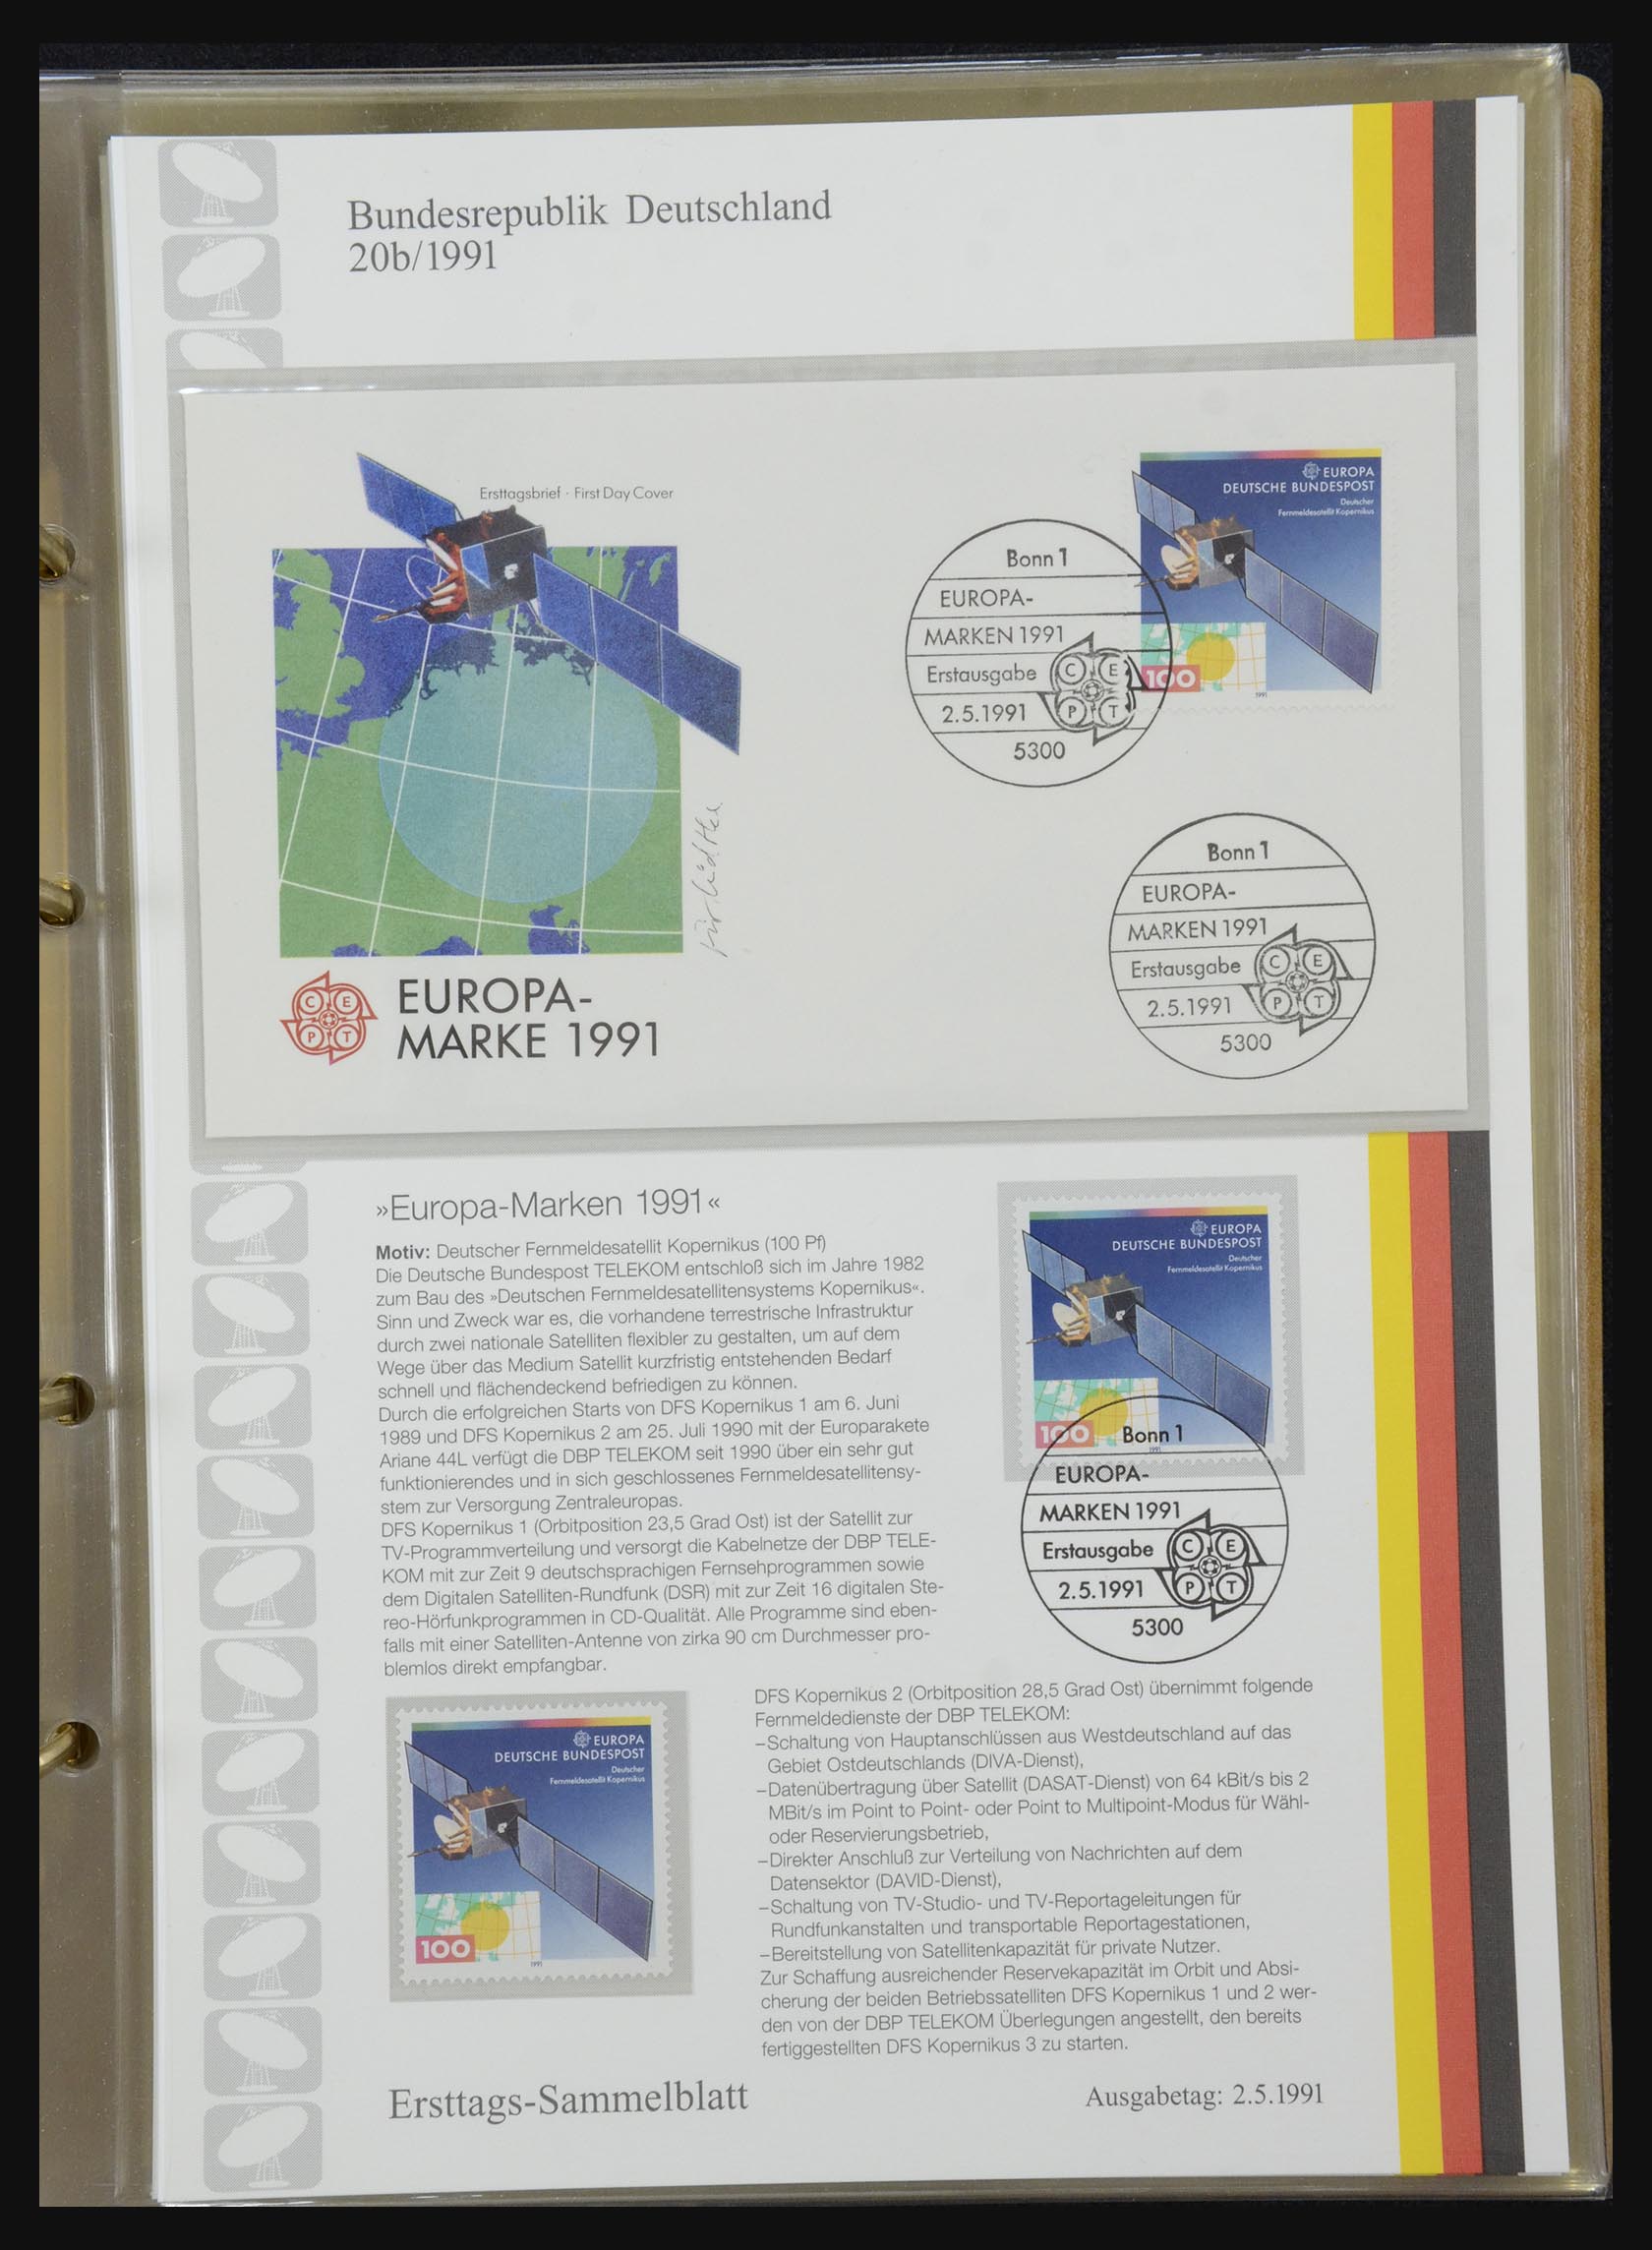 Bundesrepublik Deutschland
20b/1991
Ersttagsbrief · First Day Cover
EUROPA
DEUTSCHE BUNDESPOST
Deutscher
Fernmeldesatellit Kopernikus
100
1991
Bonn 1
EUROPA-
MARKEN 1991
Erstausgabe
2.5.1991
5300
C E
P T
Bonn 1
EUROPA-
MARKEN 1991
Erstausgabe
2.5.1991
5300
C E
P T
C E
P T
EUROPA-
MARKE 1991
»Europa-Marken 1991«
Motiv: Deutscher Fernmeldesatellit Kopernikus (100 Pf)
Die Deutsche Bundespost TELEKOM entschloß sich im Jahre 1982
zum Bau des »Deutschen Fernmeldesatellitensystems Kopernikus«.
Sinn und Zweck war es, die vorhandene terrestrische Infrastruktur
durch zwei nationale Satelliten flexibler zu gestalten, um auf dem
Wege über das Medium Satellit kurzfristig entstehenden Bedarf
schnell und flächendeckend befriedigen zu können.
Durch die erfolgreichen Starts von DFS Kopernikus 1 am 6. Juni
1989 und DFS Kopernikus 2 am 25. Juli 1990 mit der Europarakete
Ariane 44L verfügt die DBP TELEKOM seit 1990 über ein sehr gut
funktionierendes und in sich geschlossenes Fernmeldesatellitensy-
stem zur Versorgung Zentraleuropas.
DFS Kopernikus 1 (Orbitposition 23,5 Grad Ost) ist der Satellit zur
TV-Programmverteilung und versorgt die Kabelnetze der DBP TELE-
KOM mit zur Zeit 9 deutschsprachigen Fernsehprogrammen sowie
dem Digitalen Satelliten-Rundfunk (DSR) mit zur Zeit 16 digitalen Ste-
reo-Hörfunkprogrammen in CD-Qualität. Alle Programme sind eben-
falls mit einer Satelliten-Antenne von zirka 90 cm Durchmesser pro-
blemlos direkt empfangbar.
EUROPA
DEUTSCHE BUNDESPOST
Deutscher
Fernmeldesatellit Kopernikus
100
1991
Bonn 1
EUROPA-
MARKEN 1991
Erstausgabe
2.5.1991
5300
C E
P T
EUROPA
DEUTSCHE BUNDESPOST
Deutscher
Fernmeldesatellit Kopernikus
100
1991
DFS Kopernikus 2 (Orbitposition 28,5 Grad Ost) übernimmt folgende
Fernmeldedienste der DBP TELEKOM:
–Schaltung von Hauptanschlüssen aus Westdeutschland auf das
Gebiet Ostdeutschlands (DIVA-Dienst),
–Datenübertragung über Satellit (DASAT-Dienst) von 64 kBit/s bis 2
MBit/s im Point to Point- oder Point to Multipoint-Modus für Wähl-
oder Reservierungsbetrieb,
–Direkter Anschluß zur Verteilung von Nachrichten auf dem
Datensektor (DAVID-Dienst),
–Schaltung von TV-Studio- und TV-Reportageleitungen für
Rundfunkanstalten und transportable Reportagestationen,
–Bereitstellung von Satellitenkapazität für private Nutzer.
Zur Schaffung ausreichender Reservekapazität im Orbit und Absi-
cherung der beiden Betriebssatelliten DFS Kopernikus 1 und 2 wer-
den von der DBP TELEKOM Überlegungen angestellt, den bereits
fertiggestellten DFS Kopernikus 3 zu starten.
Ersttags-Sammelblatt
Ausgabetag: 2.5.1991